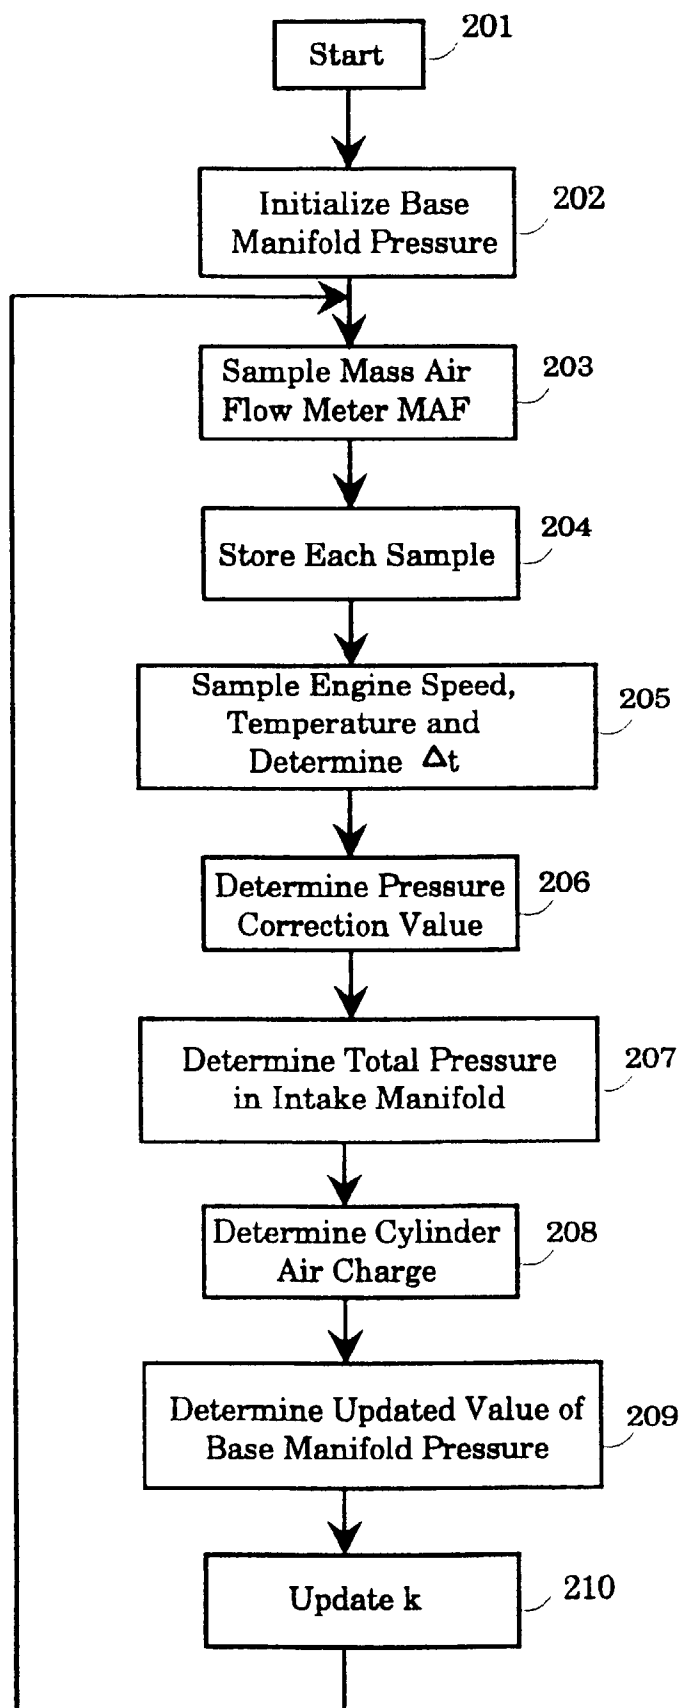 201
Start
Initialize Base
Manifold Pressure
202
Sample Mass Air
Flow Meter MAF
203
Store Each Sample
204
Sample Engine Speed,
Temperature and
Determine Δt
205
Determine Pressure
Correction Value
206
Determine Total Pressure
in Intake Manifold
207
Determine Cylinder
Air Charge
208
Determine Updated Value of
Base Manifold Pressure
209
Update k
210